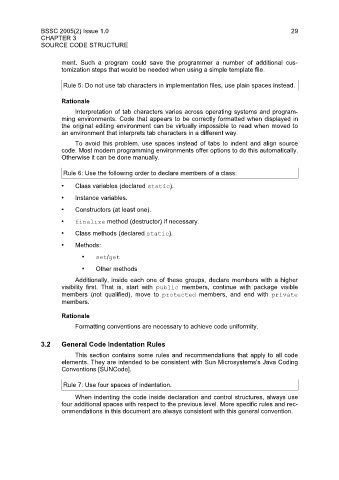 BSSC 2005(2) Issue 1.0 29
CHAPTER 3
SOURCE CODE STRUCTURE
ment. Such a program could save the programmer a number of additional cus-
tomization steps that would be needed when using a simple template file.
Rule 5: Do not use tab characters in implementation files, use plain spaces instead.
Rationale
Interpretation of tab characters varies across operating systems and program-
ming environments. Code that appears to be correctly formatted when displayed in
the original editing environment can be virtually impossible to read when moved to
an environment that interprets tab characters in a different way.
To avoid this problem, use spaces instead of tabs to indent and align source
code. Most modern programming environments offer options to do this automatically.
Otherwise it can be done manually.
Rule 6: Use the following order to declare members of a class:
• Class variables (declared static).
• Instance variables.
• Constructors (at least one).
• finalize method (destructor) if necessary.
• Class methods (declared static).
• Methods:
• set/get
• Other methods
Additionally, inside each one of these groups, declare members with a higher
visibility first. That is, start with public members, continue with package visible
members (not qualified), move to protected members, and end with private
members.
Rationale
Formatting conventions are necessary to achieve code uniformity.
3.2 General Code Indentation Rules
This section contains some rules and recommendations that apply to all code
elements. They are intended to be consistent with Sun Microsystems's Java Coding
Conventions [SUNCode].
Rule 7: Use four spaces of indentation.
When indenting the code inside declaration and control structures, always use
four additional spaces with respect to the previous level. More specific rules and rec-
ommendations in this document are always consistent with this general convention.